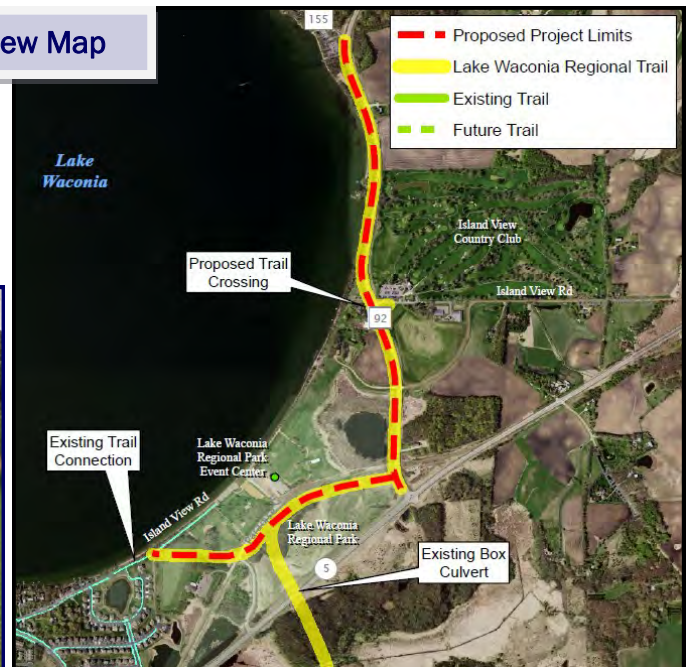 ew Map
155
Proposed Project Limits
Lake Waconia Regional Trail
Existing Trail
Future Trail
Lake
Waconia
Island View
Country Club
Proposed Trail
Crossing
Island View Rd
92
Existing Trail
Connection
Lake Waconia
Regional Park
Event Center
Island View Rd
Lake Waconia
Regional Park
Existing Box
Culvert
5